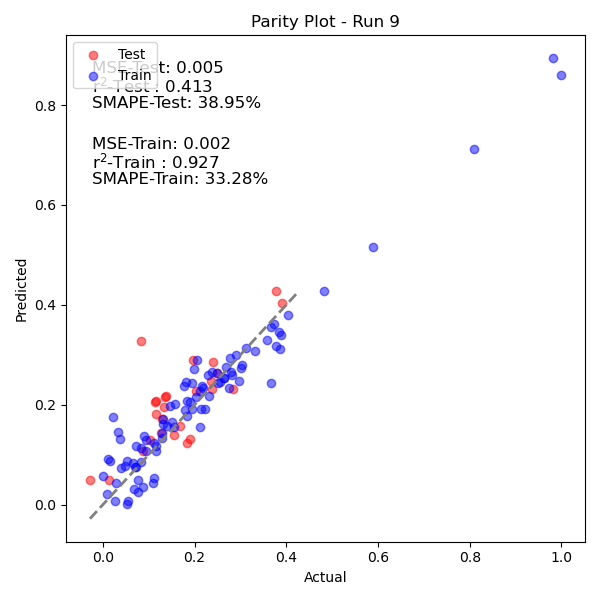 Parity Plot - Run 9
Test
Train
MSE-Test: 0.005
r²-Test : 0.413
SMAPE-Test: 38.95%
MSE-Train: 0.002
r²-Train : 0.927
SMAPE-Train: 33.28%
Predicted
0.8
0.6
0.4
0.2
0.0
0.0 0.2 0.4 0.6 0.8 1.0
Actual